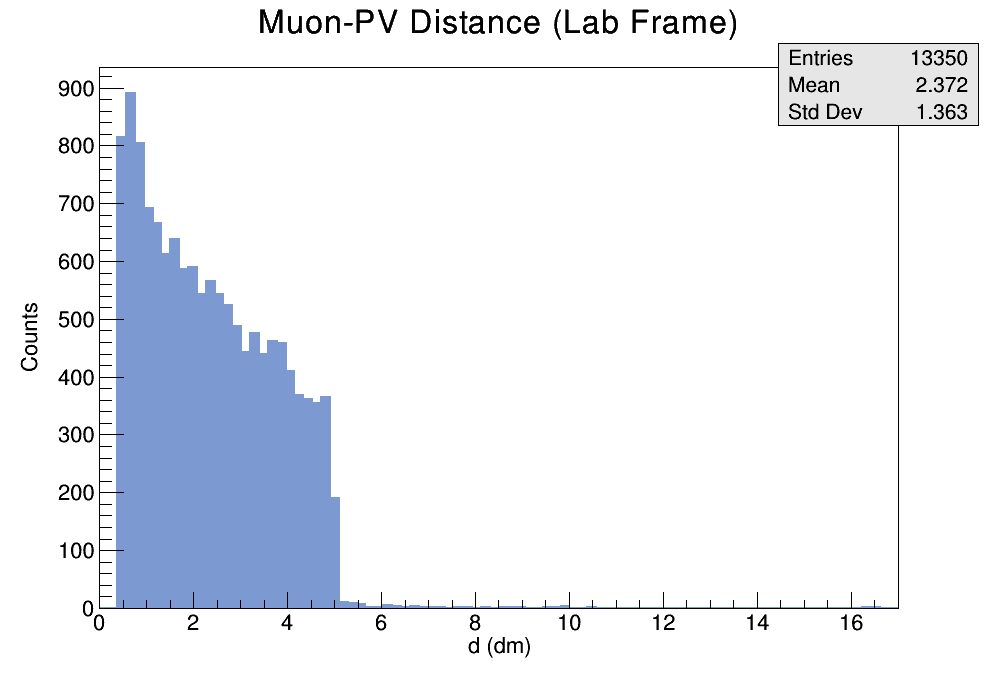 Muon-PV Distance (Lab Frame)
Entries 13350
Mean 2.372
Std Dev 1.363
900
800
700
600
500
400
300
200
100
0
Counts
0 2 4 6 8 10 12 14 16
d (dm)